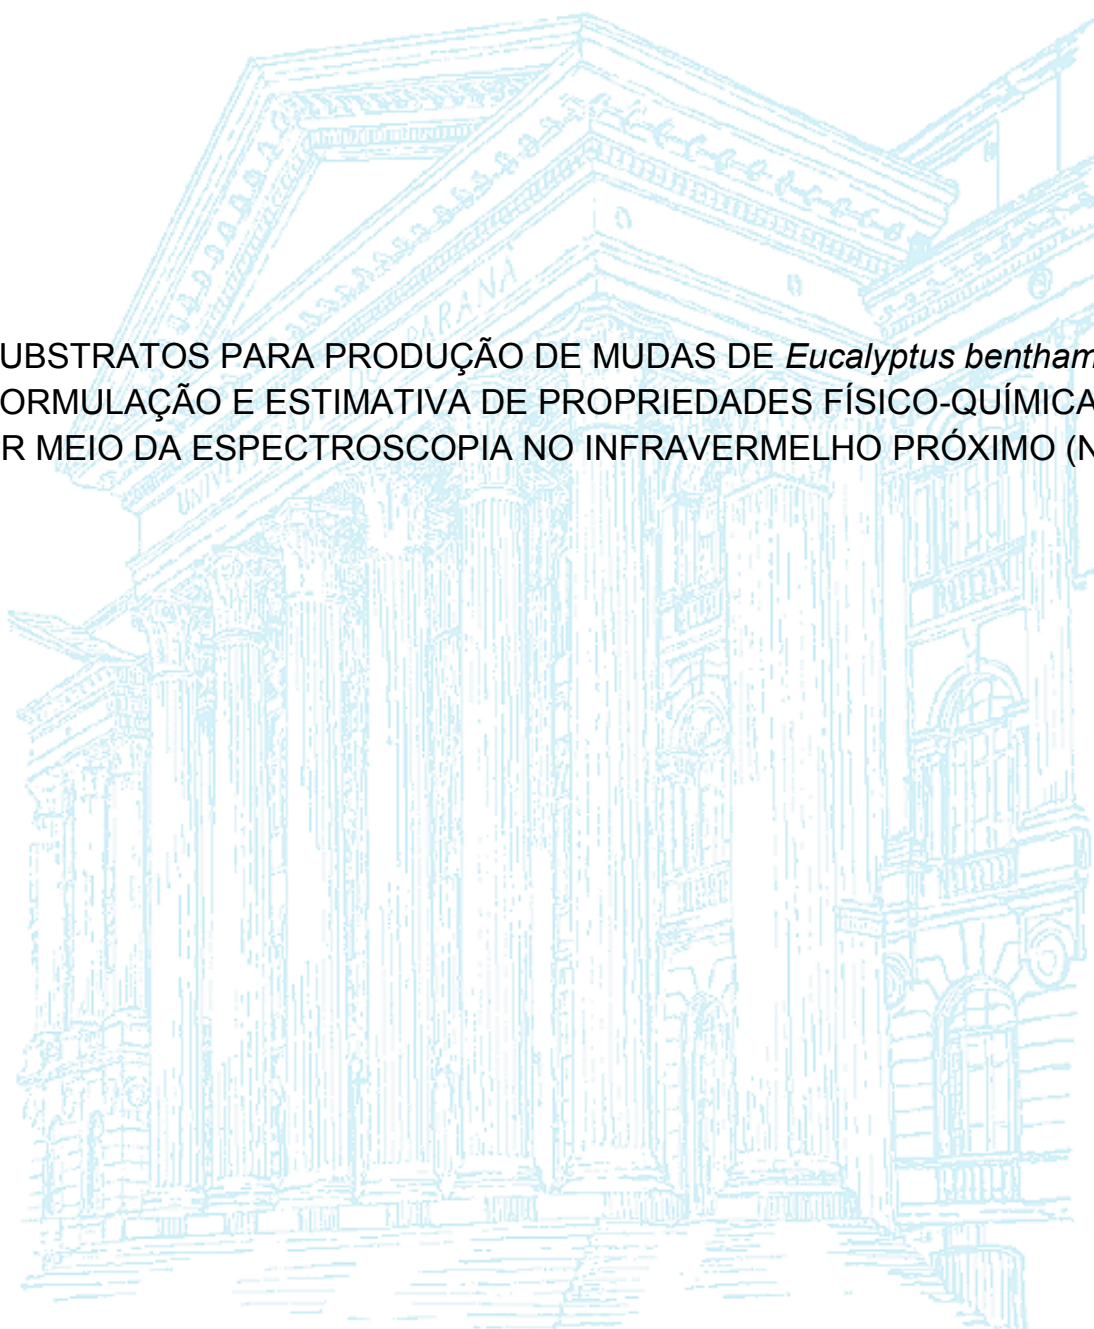 PARANÁ
UBSTRATOS PARA PRODUÇÃO DE MUDAS DE Eucalyptus bentham
ORMULAÇÃO E ESTIMATIVA DE PROPRIEDADES FÍSICO-QUÍMICA
R MEIO DA ESPECTROSCOPIA NO INFRAVERMELHO PRÓXIMO (N